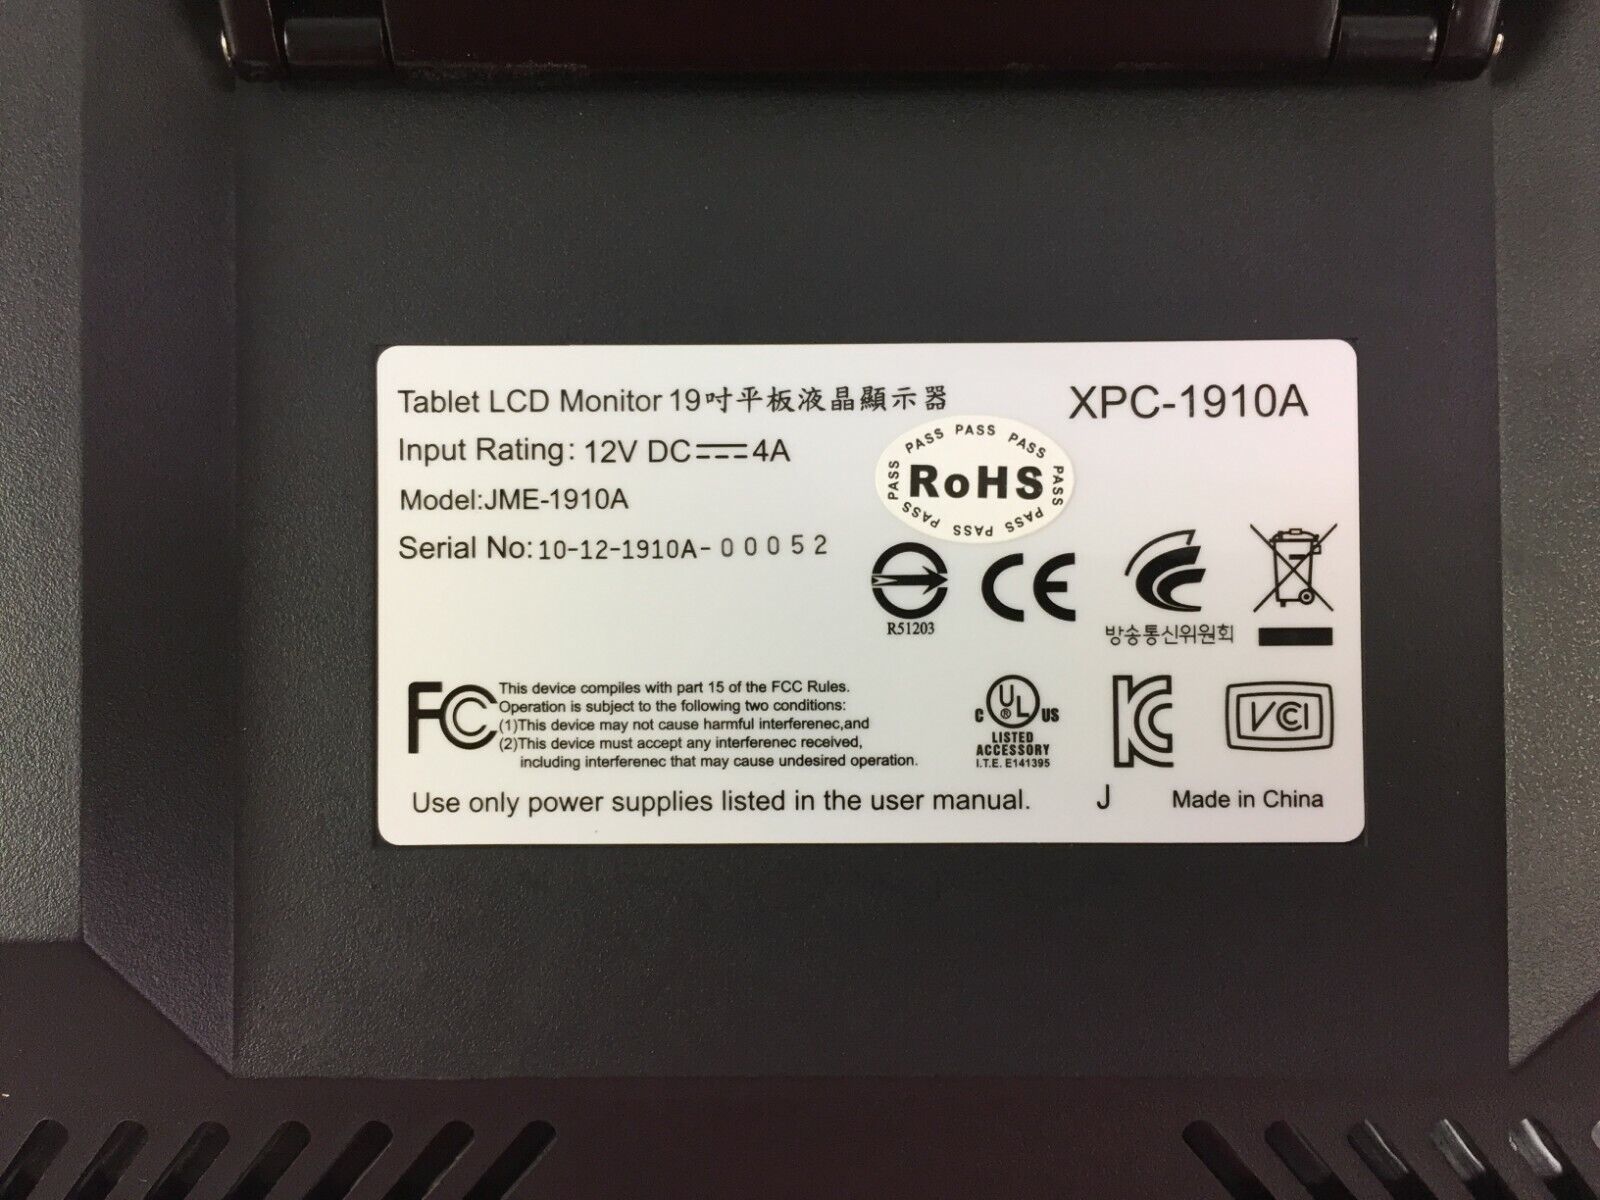 Tablet LCD Monitor 19吋平板液晶顯示器
XPC-1910A
Input Rating: 12V DC 4A
Model:JME-1910A
Serial No: 10-12-1910A-00052
PASS PASS PASS PASS PASS PASS PASS PASS
RoHS
R51203
CE
방송통신위원회
FC
This device compiles with part 15 of the FCC Rules.
Operation is subject to the following two conditions:
(1)This device may not cause harmful interferenec,and
(2)This device must accept any interferenec received,
including interferenec that may cause undesired operation.
C UL ® US
LISTED
ACCESSORY
I.T.E. E141395
KC
VCCI
Use only power supplies listed in the user manual.
J
Made in China